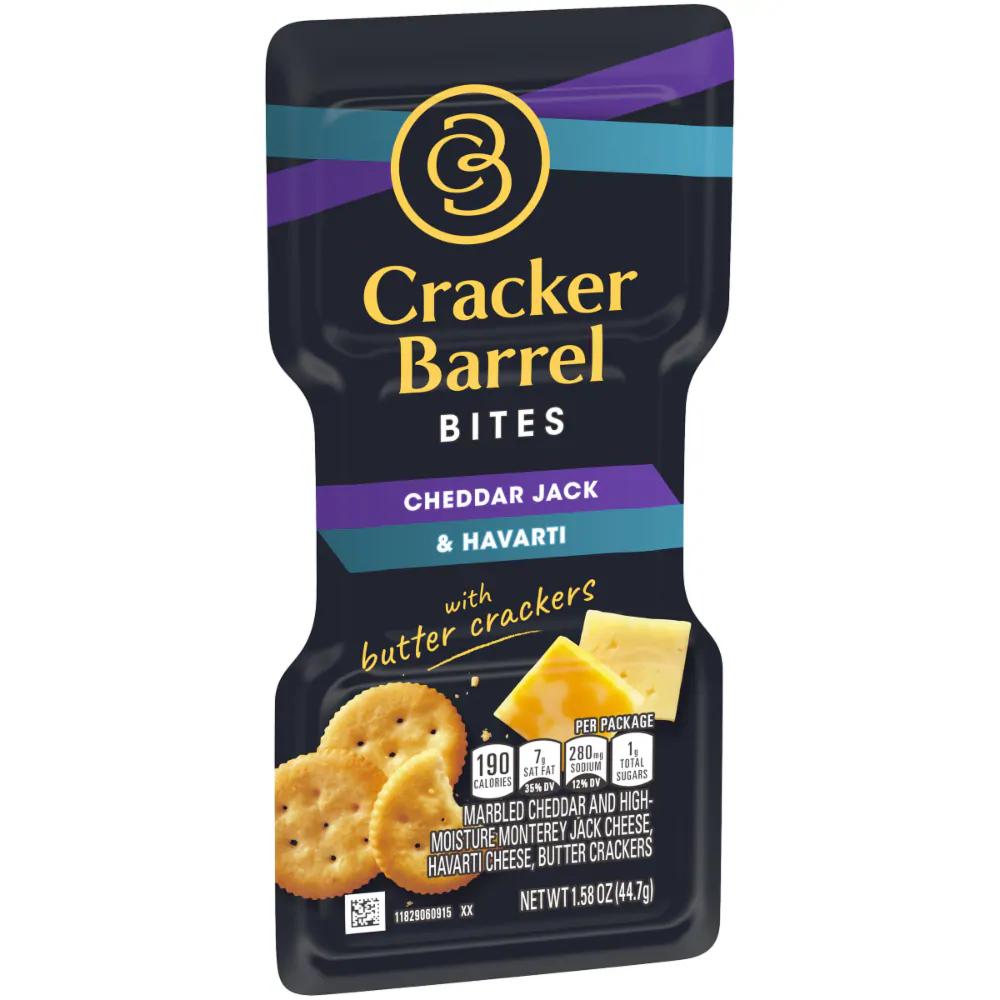 CB
Cracker
Barrel
BITES
CHEDDAR JACK
& HAVARTI
with
butter crackers
PER PACKAGE
190
CALORIES
7g
SAT FAT
35% DV
280mg
SODIUM
12% DV
1g
TOTAL
SUGARS
MARBLED CHEDDAR AND HIGH-
MOISTURE MONTEREY JACK CHEESE,
HAVARTI CHEESE, BUTTER CRACKERS
NET WT 1.58 OZ (44.7g)
11829060915 XX